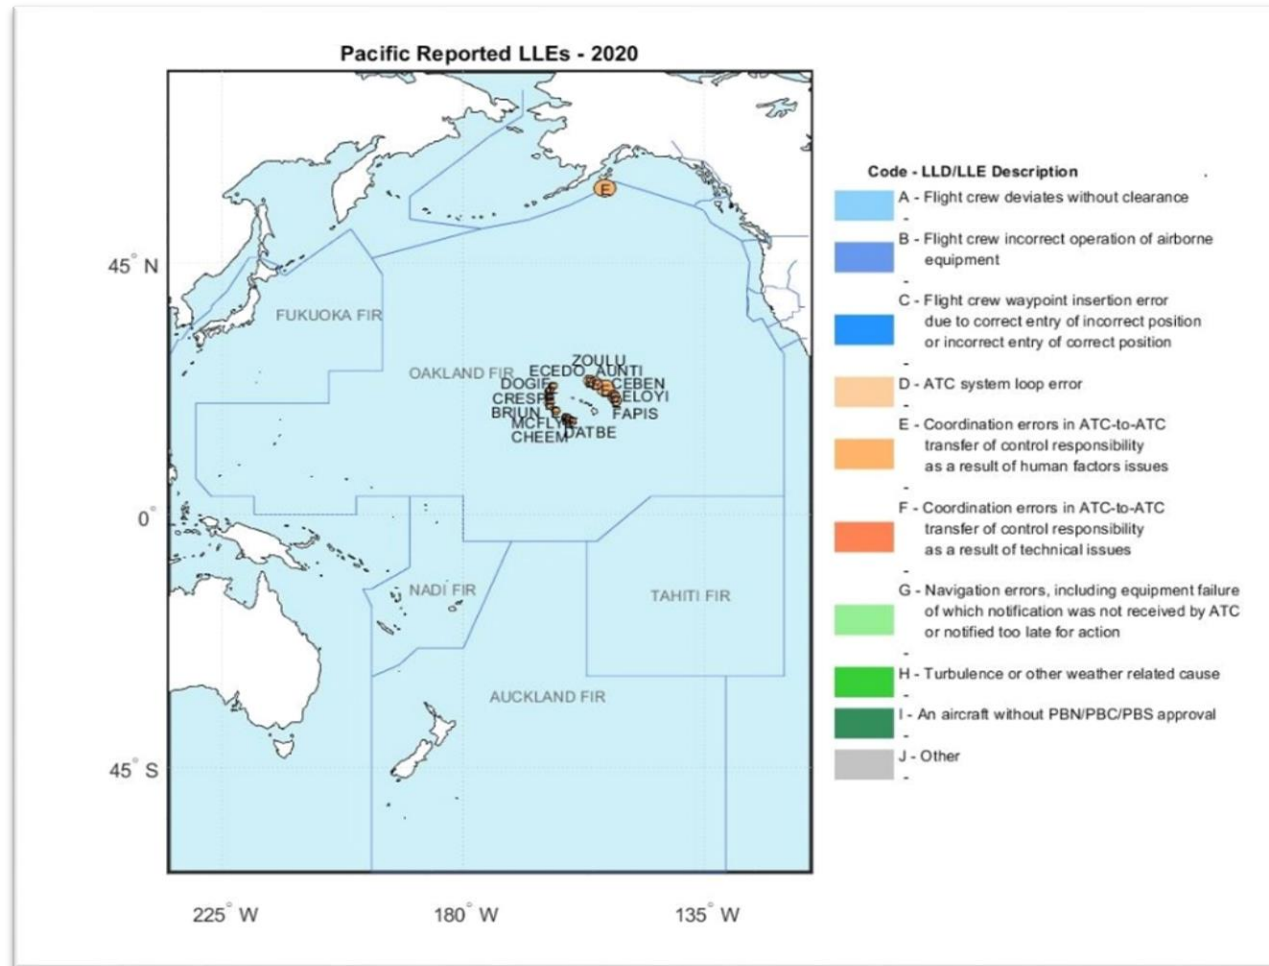 Pacific Reported LLEs - 2020
45° N
0°
45° S
225° W
180° W
135° W
FUKUOKA FIR
OAKLAND FIR
ZOULU
ECEDO AUNTI
DOGIF CEBEN
CRESP ELOYI
BRIUN FAPIS
MCFLY
DATBE
CHEEM
E
NADI FIR
TAHITI FIR
AUCKLAND FIR
Code - LLD/LLE Description
A - Flight crew deviates without clearance
-
B - Flight crew incorrect operation of airborne
equipment
-
C - Flight crew waypoint insertion error
due to correct entry of incorrect position
or incorrect entry of correct position
-
D - ATC system loop error
-
E - Coordination errors in ATC-to-ATC
transfer of control responsibility
as a result of human factors issues
-
F - Coordination errors in ATC-to-ATC
transfer of control responsibility
as a result of technical issues
-
G - Navigation errors, including equipment failure
of which notification was not received by ATC
or notified too late for action
-
H - Turbulence or other weather related cause
-
I - An aircraft without PBN/PBC/PBS approval
-
J - Other
-